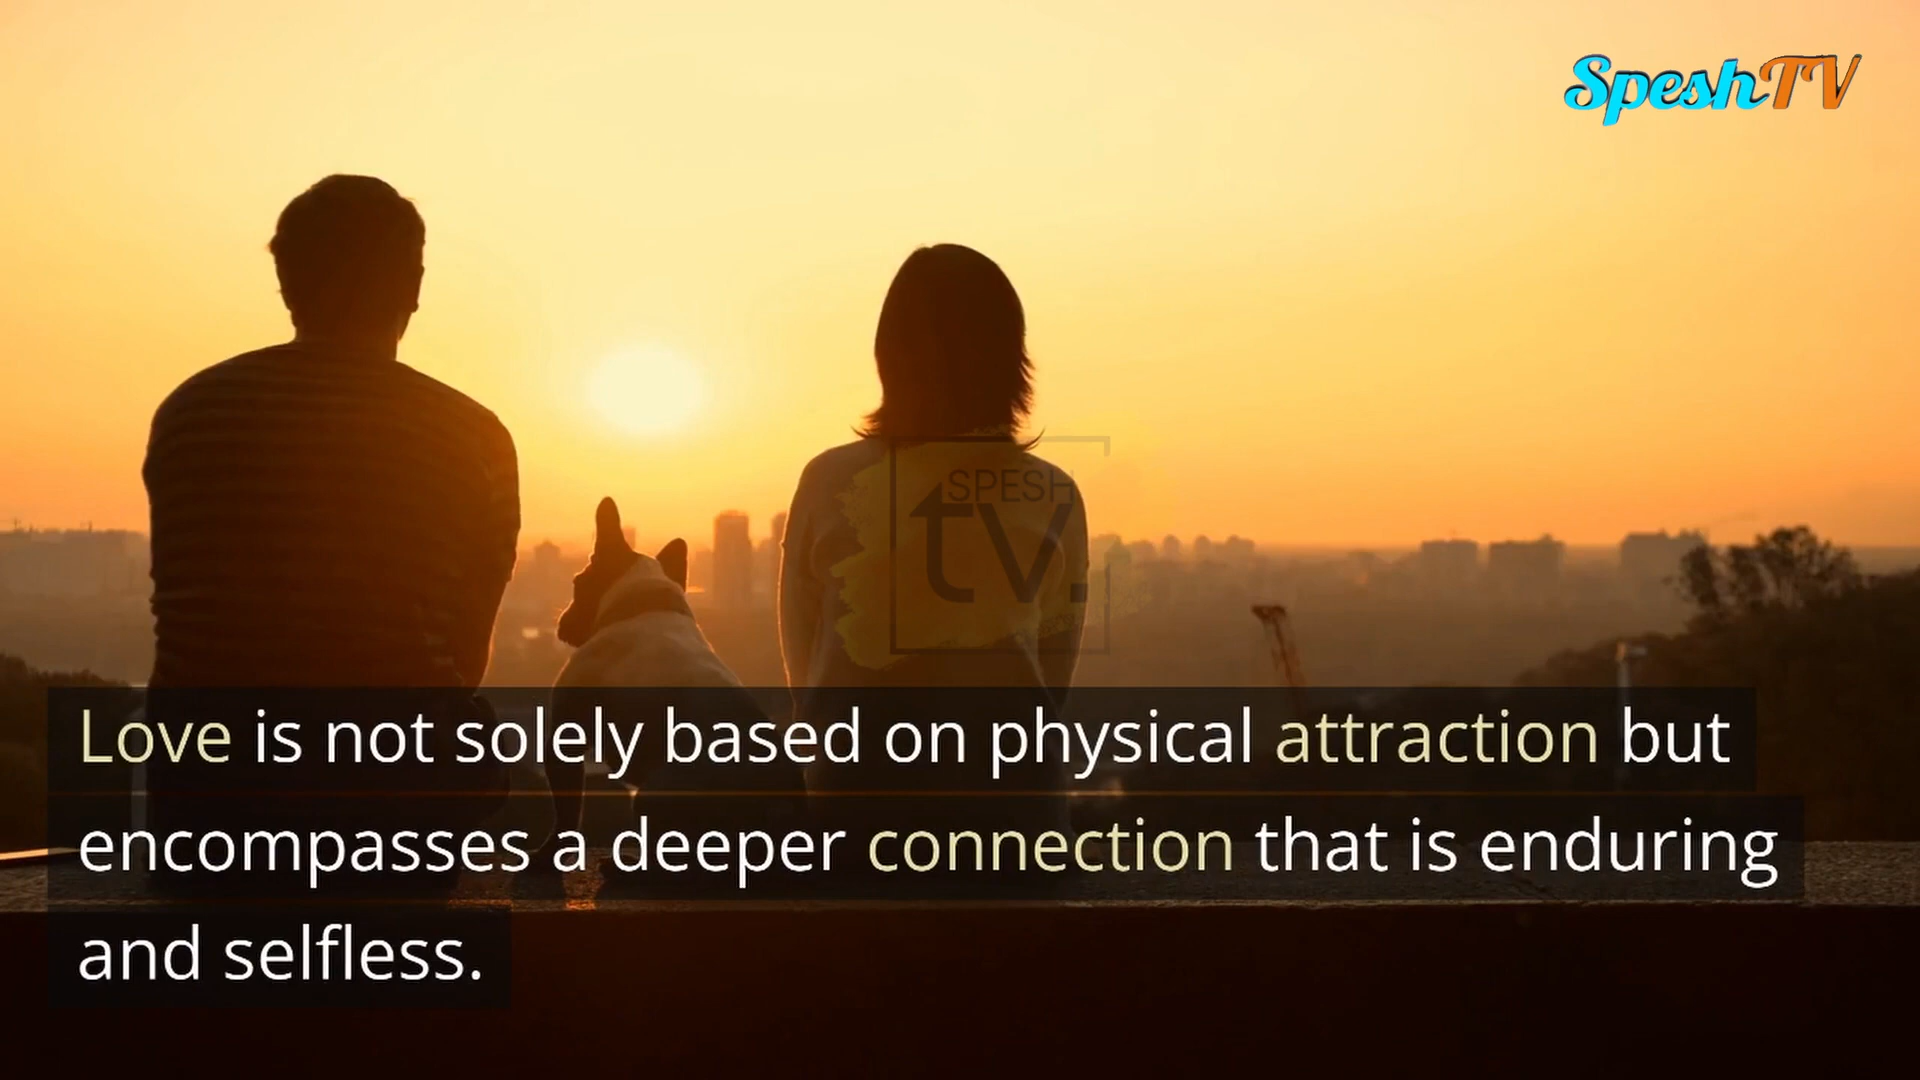 SpeshTV
SPESH
tv.
Love is not solely based on physical attraction but
encompasses a deeper connection that is enduring
and selfless.